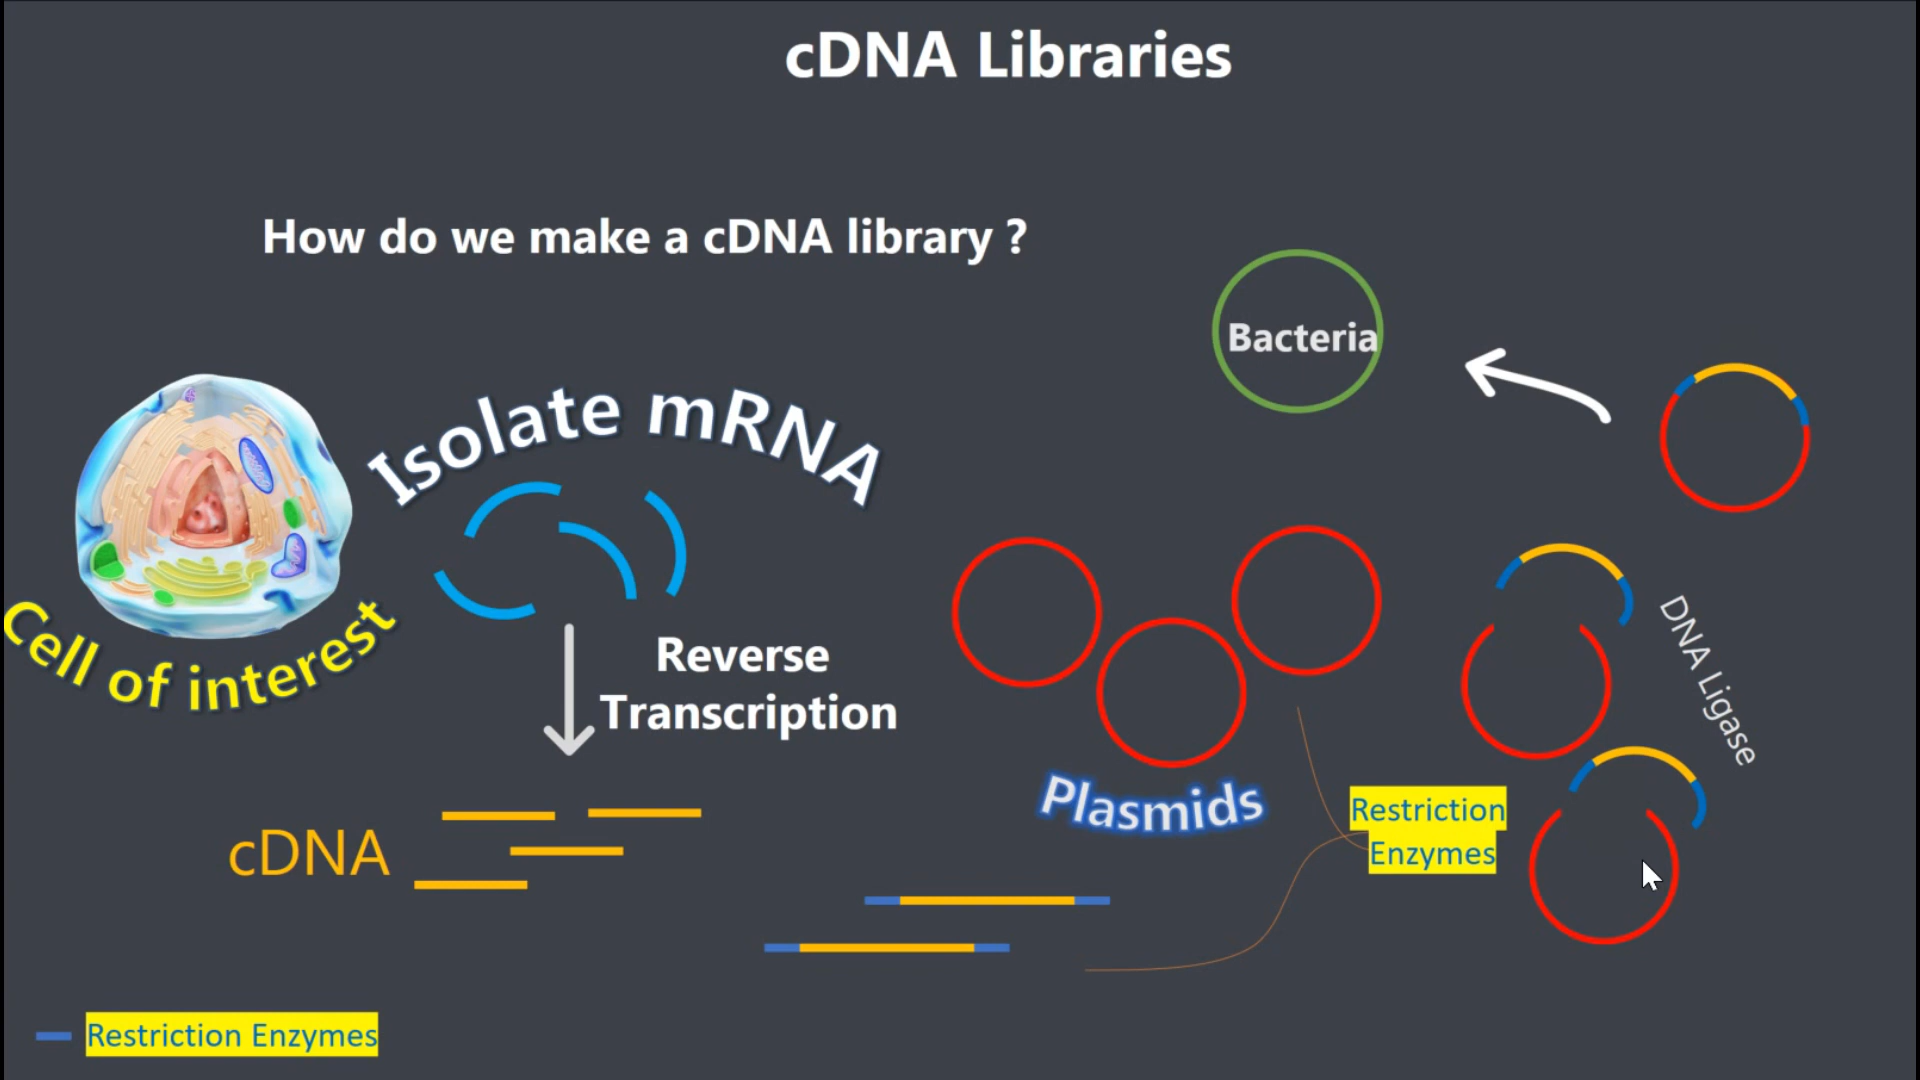 cDNA Libraries
How do we make a cDNA library ?
Bacteria
Isolate mRNA
Cell of interest
Reverse
Transcription
DNA Ligase
Plasmids
Restriction
Enzymes
cDNA
Restriction Enzymes